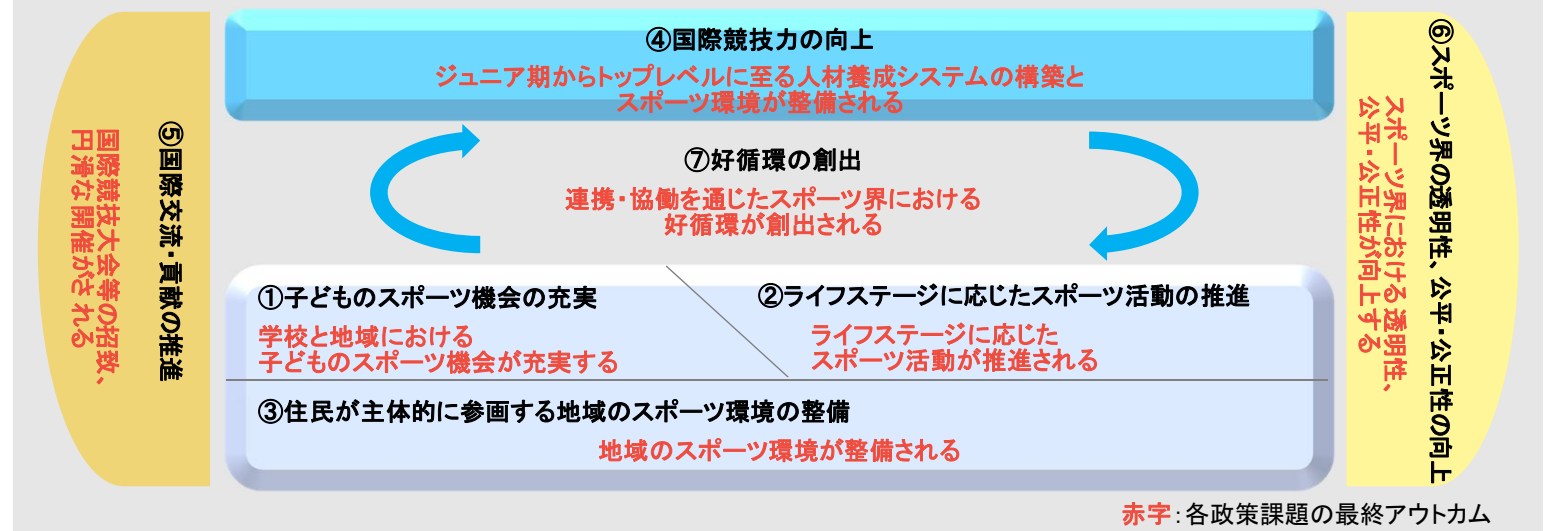 ④国際競技力の向上
ジュニア期からトップレベルに至る人材養成システムの構築と
スポーツ環境が整備される
⑤国際交流・貢献の推進
国際競技大会等の招致、
円滑な開催がされる
⑦好循環の創出
連携・協働を通じたスポーツ界における
好循環が創出される
⑥スポーツ界の透明性、公平・公正性の向上
スポーツ界における透明性、
公平・公正性が向上する
①子どものスポーツ機会の充実
学校と地域における
子どものスポーツ機会が充実する
②ライフステージに応じたスポーツ活動の推進
ライフステージに応じた
スポーツ活動が推進される
③住民が主体的に参画する地域のスポーツ環境の整備
地域のスポーツ環境が整備される
赤字：各政策課題の最終アウトカム